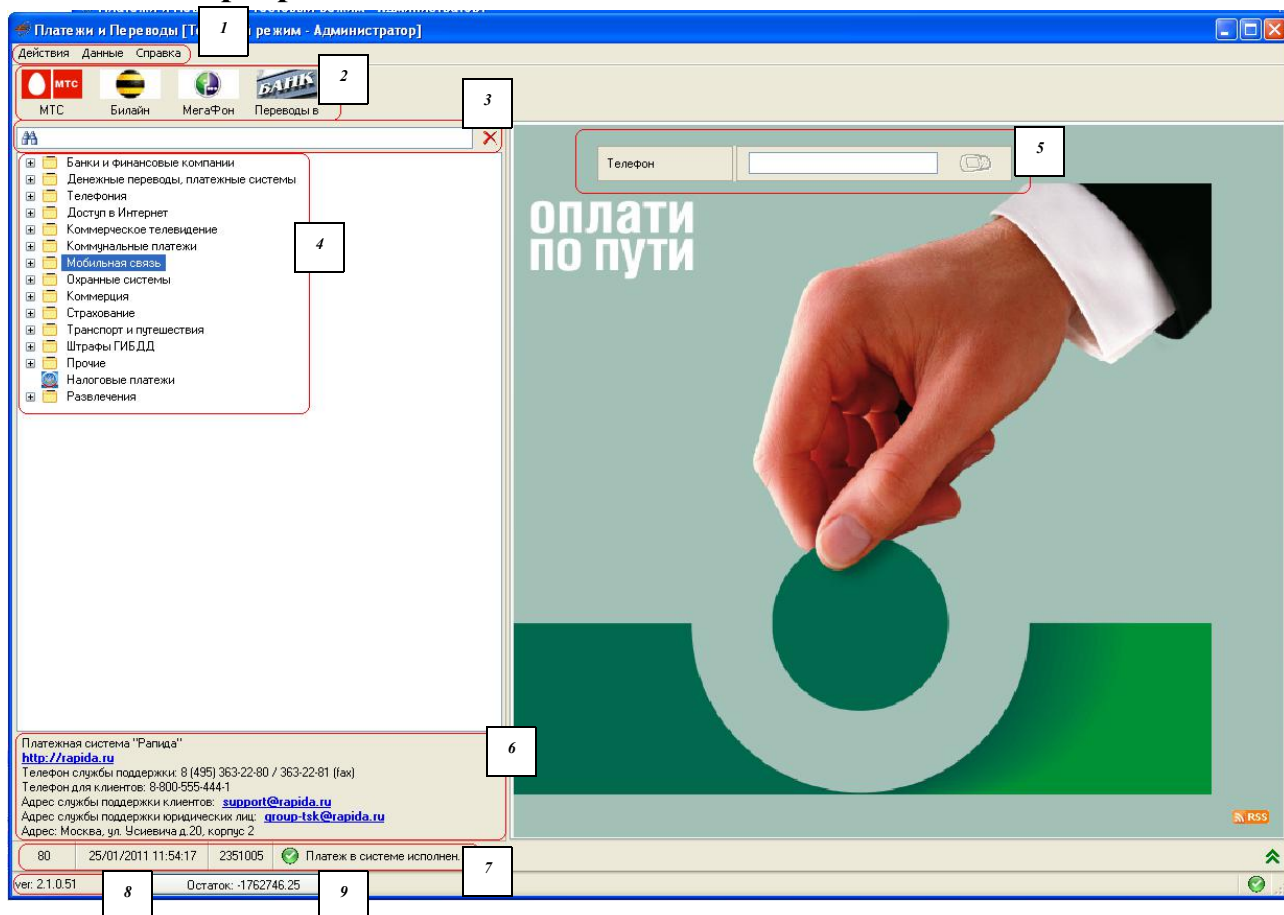 Платежи и Переводы [Те режим - Администратор]
1
Действия Данные Справка
2
МТС
МТС Билайн МегаФон Переводы в
БАНК
3
Банки и финансовые компании
Денежные переводы, платежные системы
Телефония
Доступ в Интернет
Коммерческое телевидение
Коммунальные платежи
Мобильная связь
Охранные системы
Коммерция
Страхование
Транспорт и путешествия
Штрафы ГИБДД
Прочие
Налоговые платежи
Развлечения
4
Телефон
5
оплати
по пути
Платежная система "Рапида"
http://rapida.ru
Телефон службы поддержки: 8 (495) 363-22-80 / 363-22-81 (fax)
Телефон для клиентов: 8-800-555-444-1
Адрес службы поддержки клиентов: support@rapida.ru
Адрес службы поддержки юридических лиц: group-tsk@rapida.ru
Адрес: Москва, ул. Усиевича д.20, корпус 2
6
RSS
80 25/01/2011 11:54:17 2351005 Платеж в системе исполнен.
7
ver: 2.1.0.51 Остаток: -1762746.25
8
9